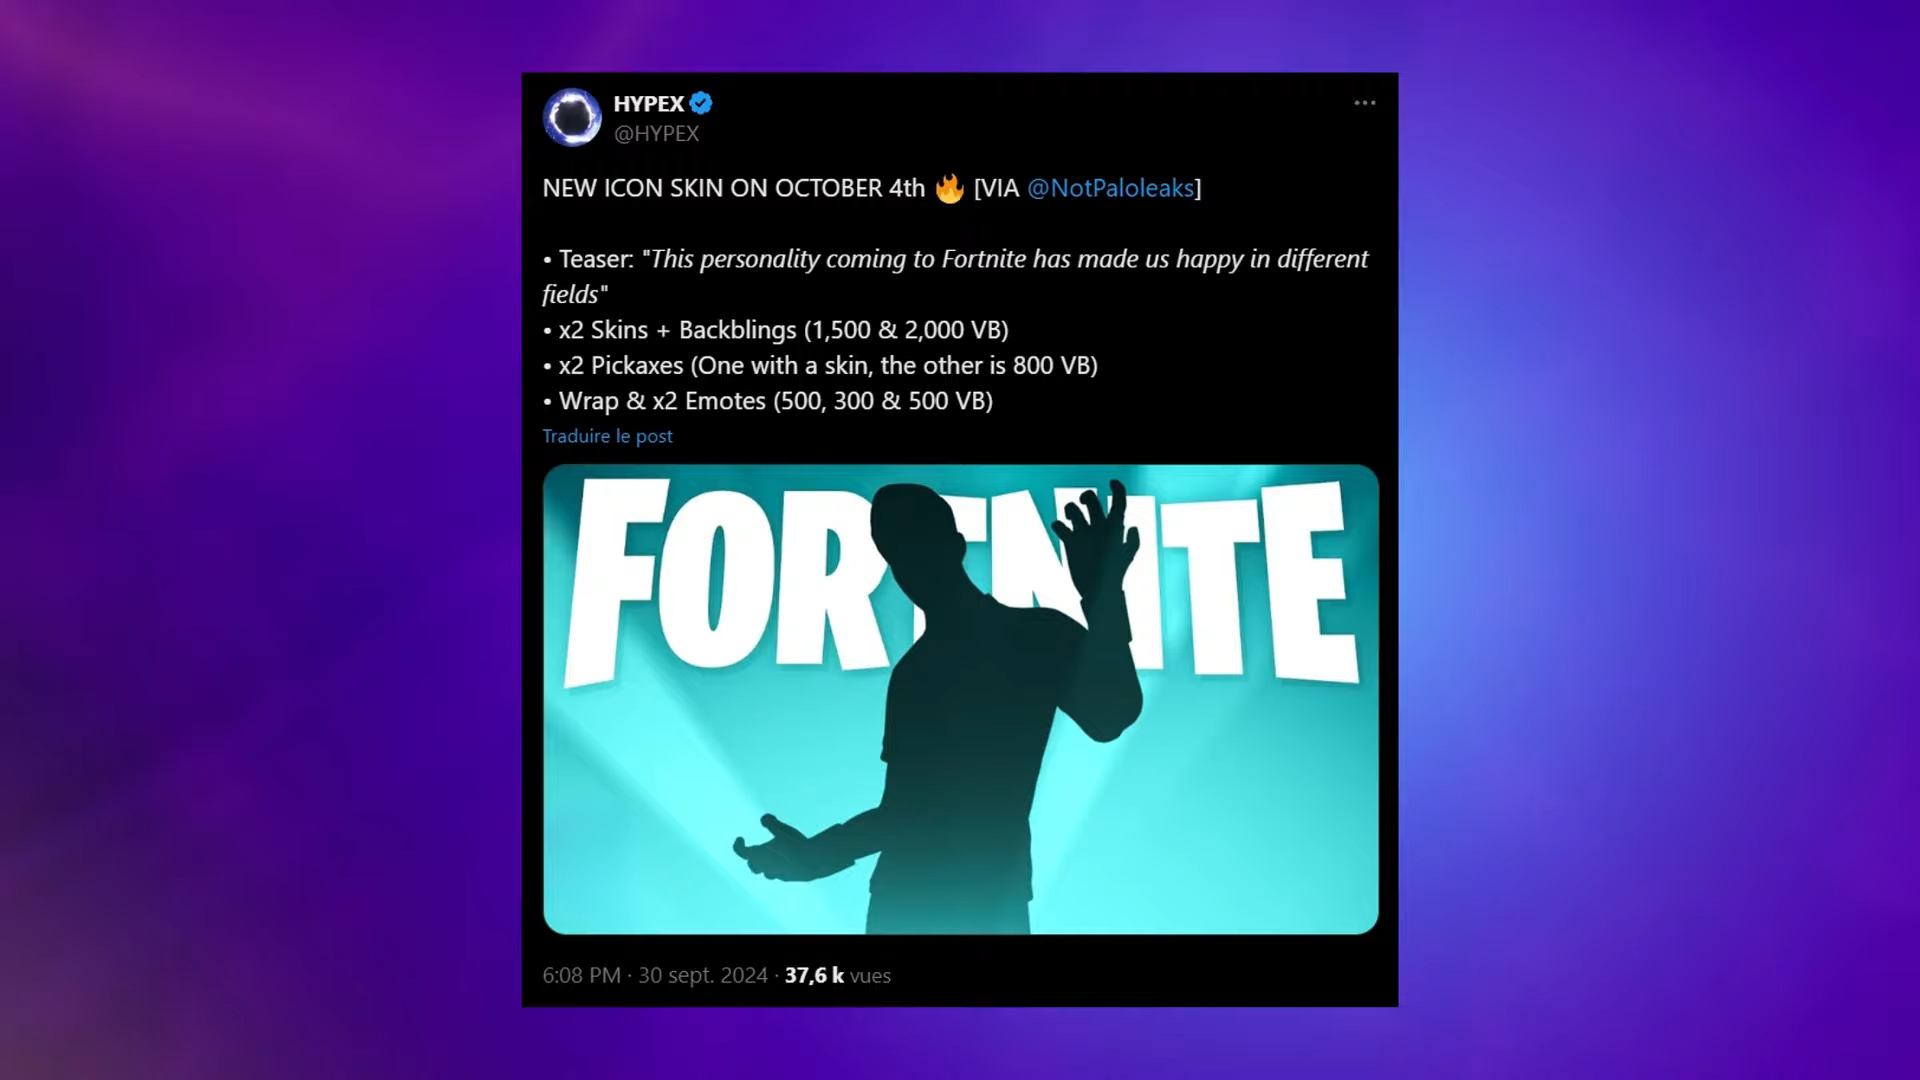 HYPEX
@HYPEX
NEW ICON SKIN ON OCTOBER 4th 🔥 [VIA @NotPaloleaks]
• Teaser: "This personality coming to Fortnite has made us happy in different
fields"
• x2 Skins + Backblings (1,500 & 2,000 VB)
• x2 Pickaxes (One with a skin, the other is 800 VB)
• Wrap & x2 Emotes (500, 300 & 500 VB)
Traduire le post
FORTNITE
6:08 PM · 30 sept. 2024 · 37,6 k vues